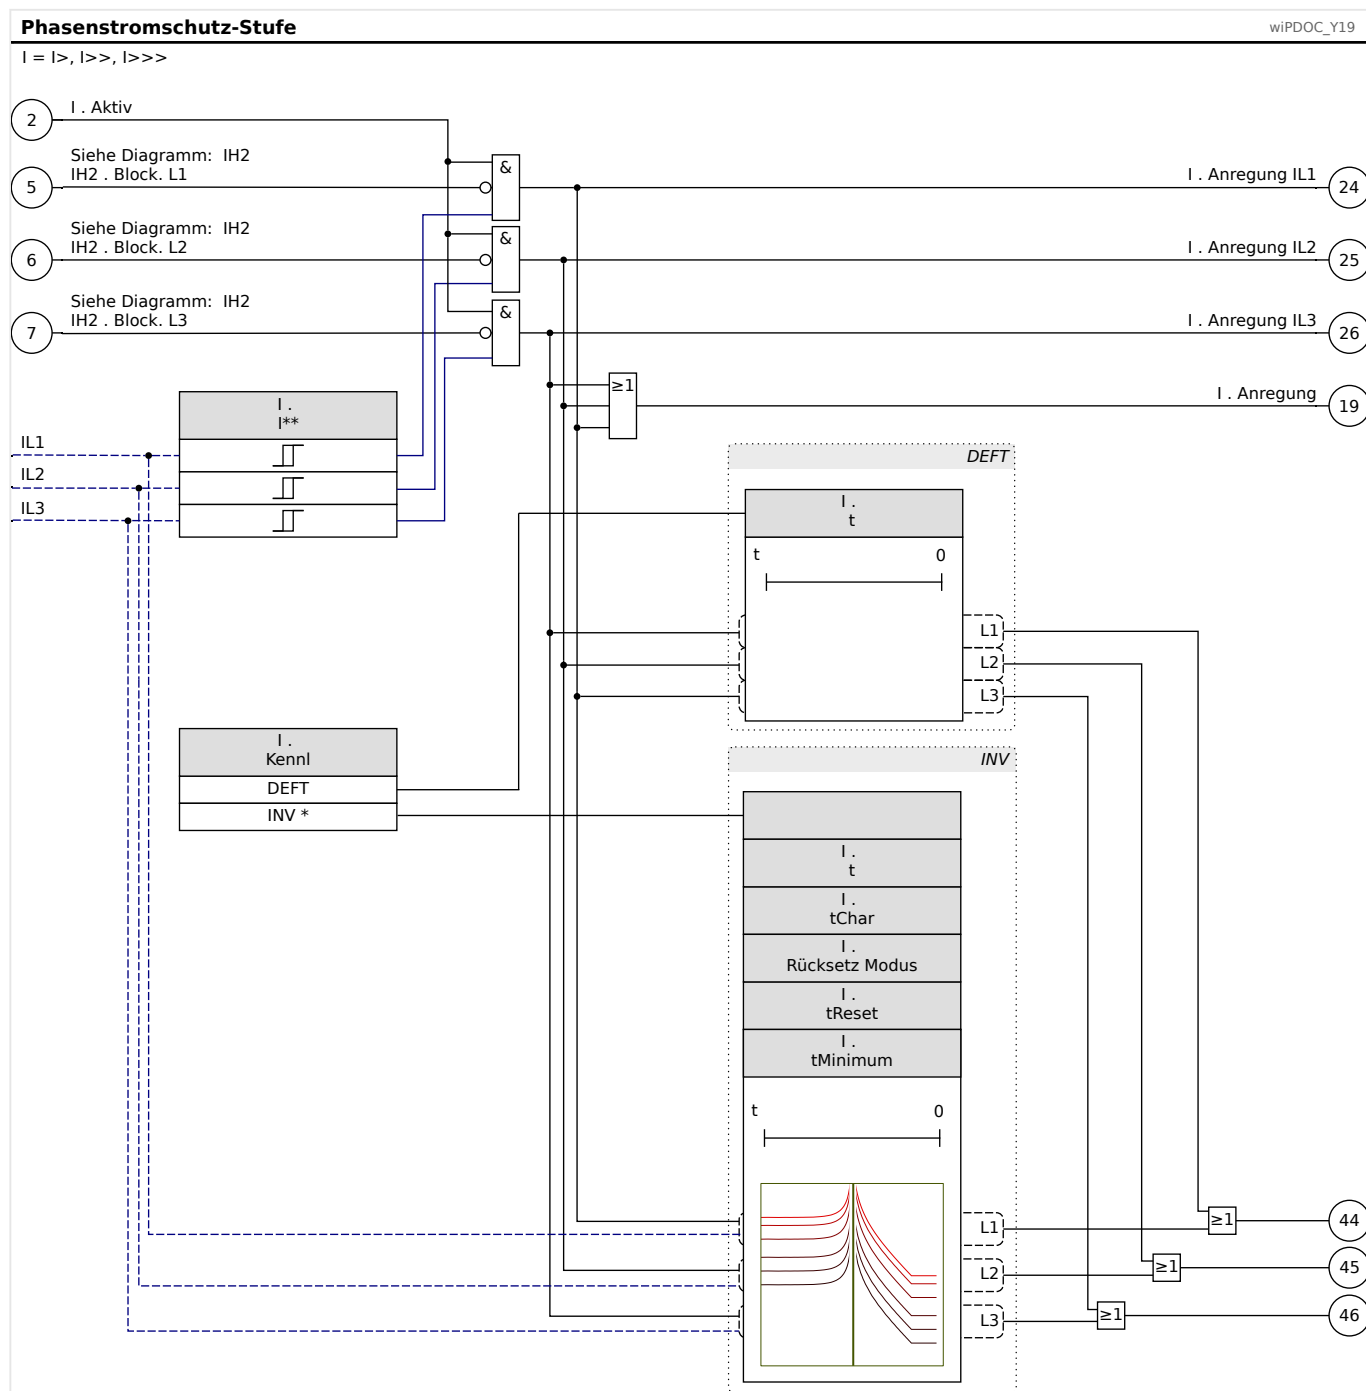 Phasenstromschutz-Stufe
wiPDOC_Y19
I = I>, I>>, I>>>
2
I . Aktiv
Siehe Diagramm: IH2
5
IH2 . Block. L1
&
I . Anregung IL1
24
Siehe Diagramm: IH2
6
IH2 . Block. L2
&
I . Anregung IL2
25
Siehe Diagramm: IH2
7
IH2 . Block. L3
&
I . Anregung IL3
26
≥1
I . Anregung
19
I .
I**
IL1
IL2
IL3
DEFT
I .
t
t
0
L1
L2
L3
I .
Kennl
DEFT
INV *
INV
I .
t
I .
tChar
I .
Rücksetz Modus
I .
tReset
I .
tMinimum
t
0
L1
≥1
44
L2
≥1
45
L3
≥1
46